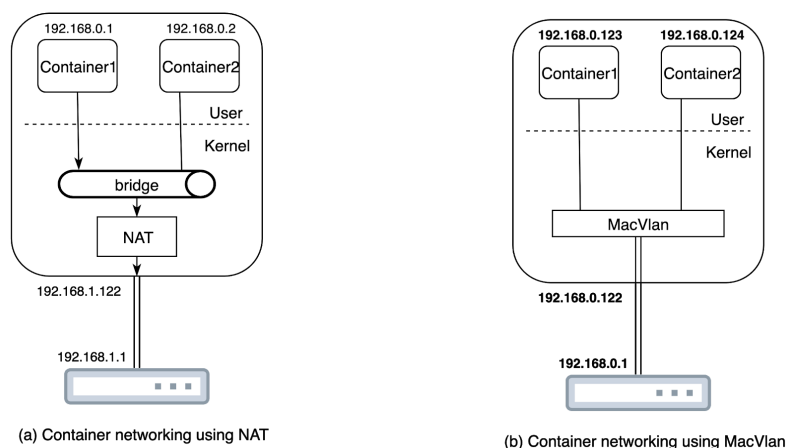 192.168.0.1
192.168.0.2
Container1
Container2
User
Kernel
bridge
NAT
192.168.1.122
192.168.1.1
(a) Container networking using NAT
192.168.0.123
192.168.0.124
Container1
Container2
User
Kernel
MacVlan
192.168.0.122
192.168.0.1
(b) Container networking using MacVlan